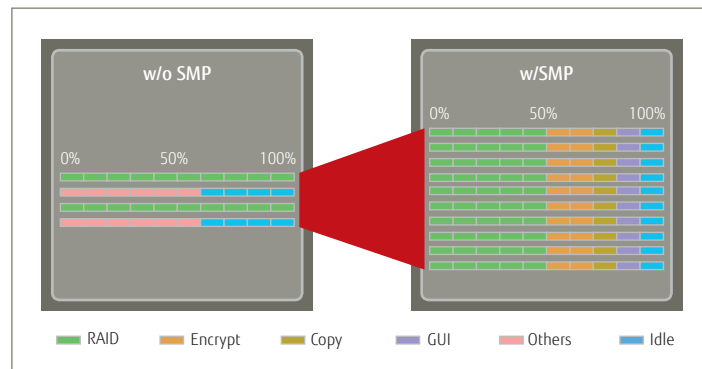 w/o SMP
0% 50% 100%
w/SMP
0% 50% 100%
RAID Encrypt Copy GUI Others Idle